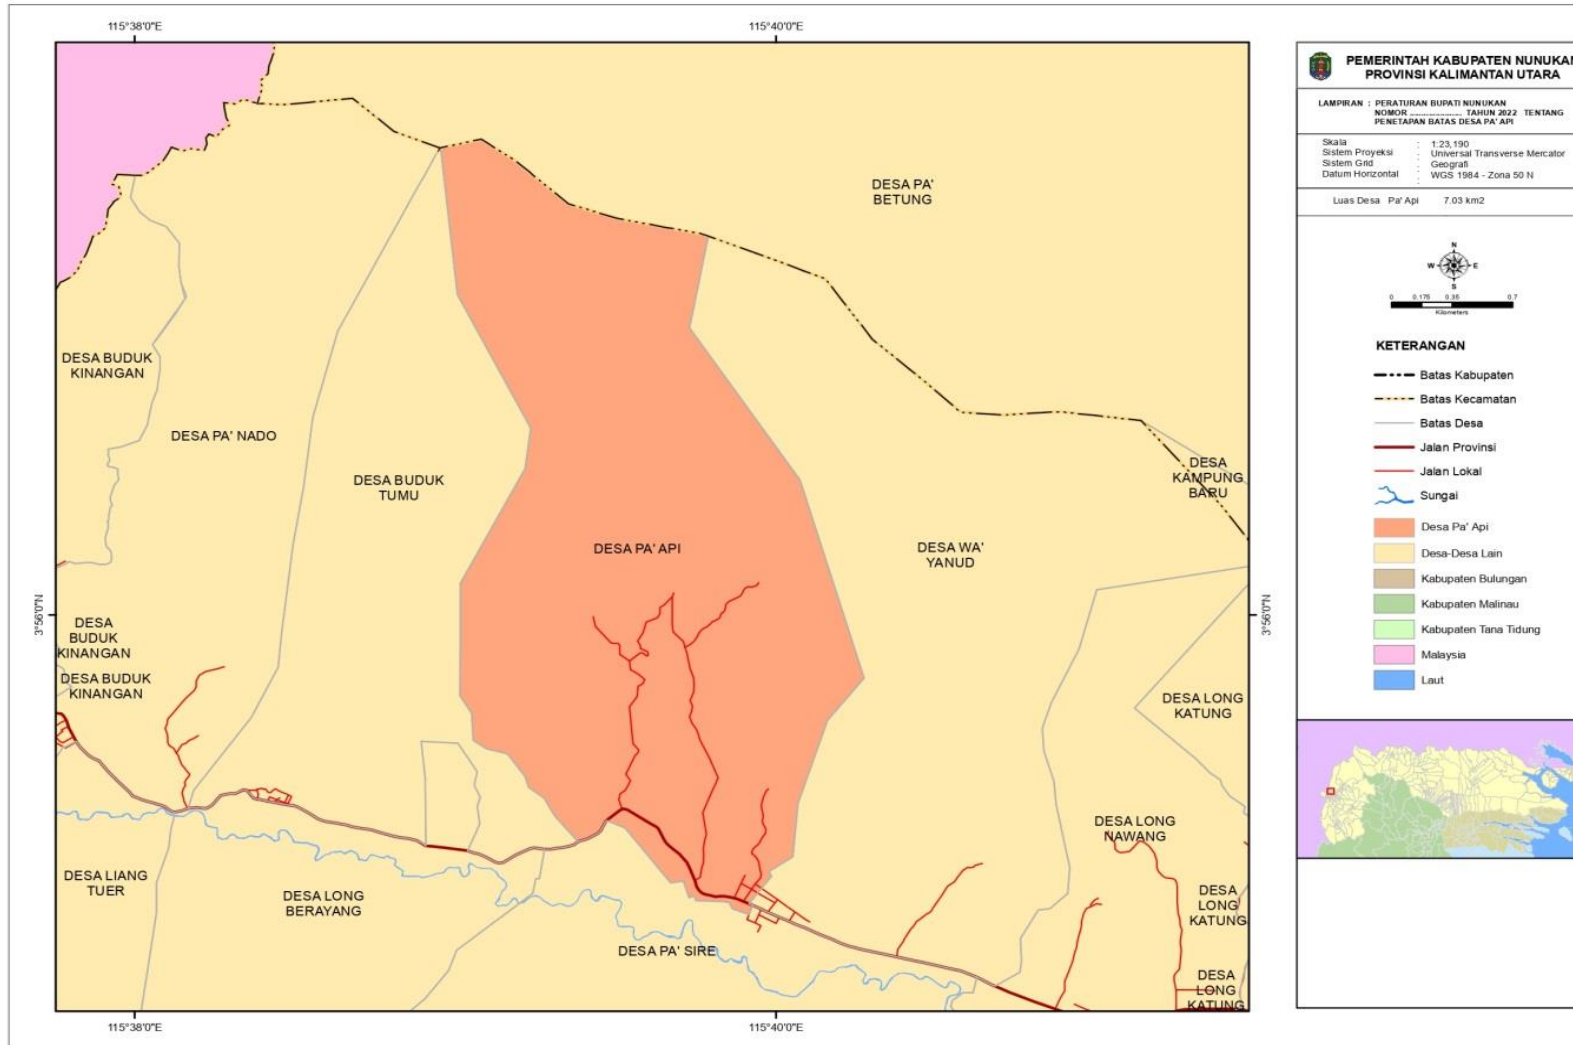 115°38'0"E
115°40'0"E
DESA PA'
BETUNG
DESA BUDUK
KINANGAN
DESA PA' NADO
DESA BUDUK
TUMU
DESA
KAMPUNG
BARU
DESA PA' API
DESA WA'
YANUD
3°56'0"N
3°56'0"N
DESA
BUDUK
KINANGAN
DESA BUDUK
KINANGAN
DESA LONG
KATUNG
DESA LONG
NAWANG
DESA LIANG
TUER
DESA LONG
BERAYANG
DESA
LONG
KATUNG
DESA PA' SIRE
DESA
LONG
KATUNG
115°38'0"E
115°40'0"E
PEMERINTAH KABUPATEN NUNUKAN
PROVINSI KALIMANTAN UTARA
LAMPIRAN : PERATURAN BUPATI NUNUKAN
NOMOR ...................... TAHUN 2022 TENTANG
PENETAPAN BATAS DESA PA' API
Skala : 1:23,190
Sistem Proyeksi : Universal Transverse Mercator
Sistem Grid : Geografi
Datum Horizontal : WGS 1984 - Zona 50 N
Luas Desa Pa' Api 7.03 km2
N
W E
S
0 0.175 0.35 0.7
Kilometers
KETERANGAN
Batas Kabupaten
Batas Kecamatan
Batas Desa
Jalan Provinsi
Jalan Lokal
Sungai
Desa Pa' Api
Desa-Desa Lain
Kabupaten Bulungan
Kabupaten Malinau
Kabupaten Tana Tidung
Malaysia
Laut